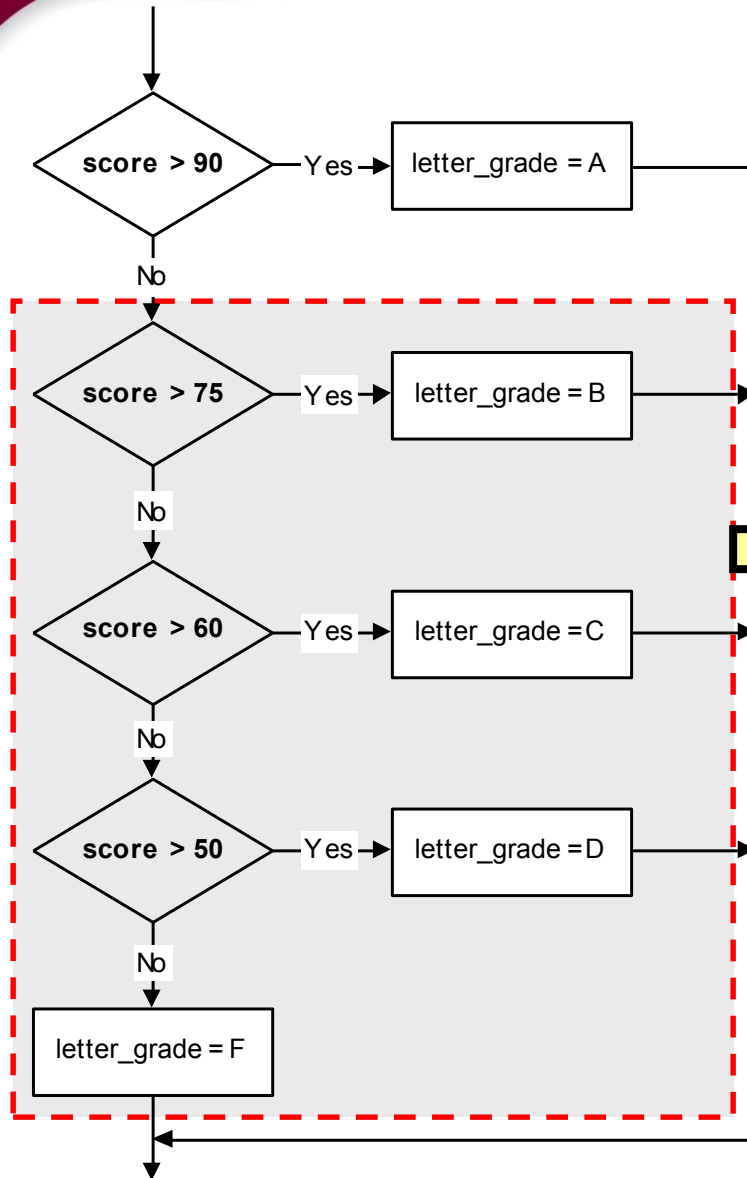 score > 90
Yes
letter_grade = A
No
score > 75
Yes
letter_grade = B
No
score > 60
Yes
letter_grade = C
No
score > 50
Yes
letter_grade = D
No
letter_grade = F